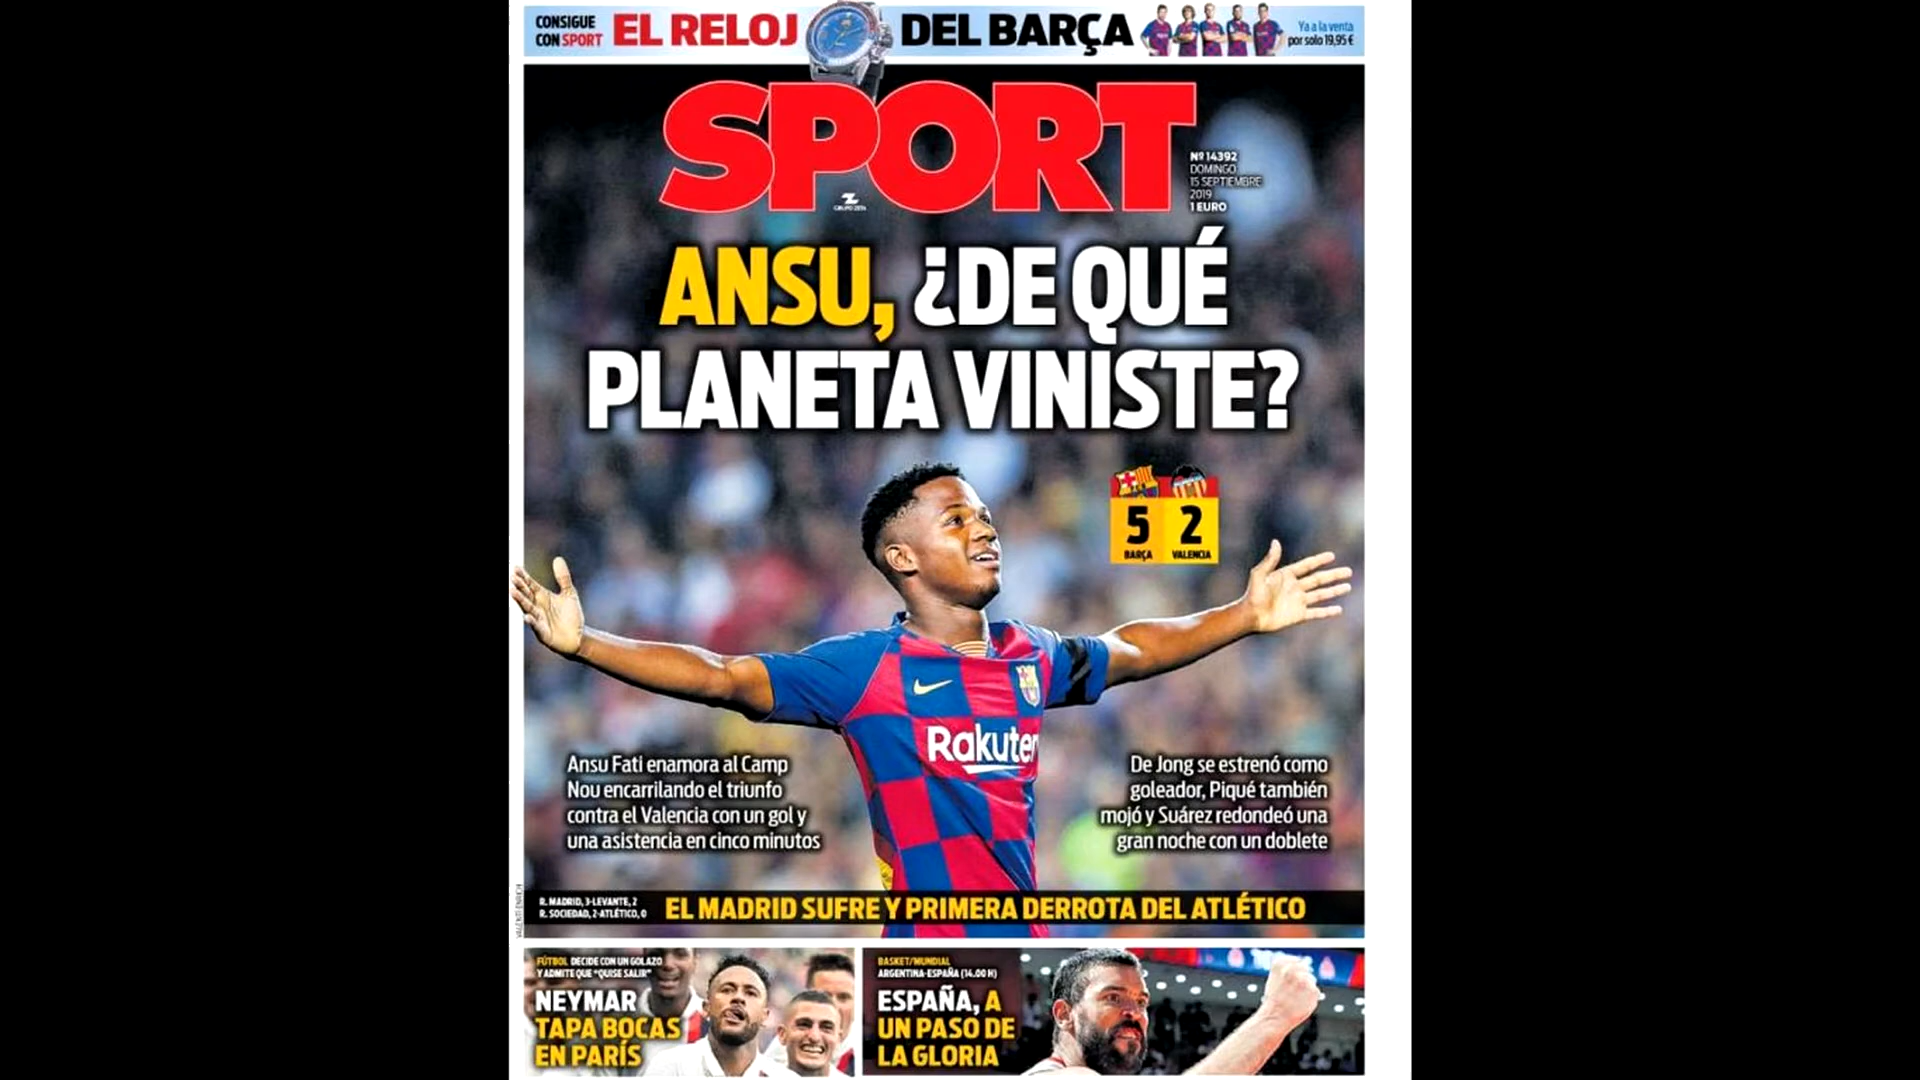 CONSIGUE
CON SPORT
EL RELOJ DEL BARÇA
Ya a la venta
por solo 19,95 €
SPORT
GRUPO ZETA
Nº 14392
DOMINGO
15 SEPTIEMBRE
2019
1 EURO
ANSU, ¿DE QUÉ
PLANETA VINISTE?
5 2
BARÇA VALENCIA
Rakuten
Ansu Fati enamora al Camp
Nou encarrilando el triunfo
contra el Valencia con un gol y
una asistencia en cinco minutos
De Jong se estrenó como
goleador, Piqué también
mojó y Suárez redondeó una
gran noche con un doblete
R. MADRID, 3-LEVANTE, 2
R. SOCIEDAD, 2-ATLÉTICO, 0
EL MADRID SUFRE Y PRIMERA DERROTA DEL ATLÉTICO
FÚTBOL DECIDE CON UN GOLAZO
Y ADMITE QUE "QUISE SALIR"
NEYMAR
TAPA BOCAS
EN PARÍS
BASKET/MUNDIAL
ARGENTINA-ESPAÑA (14.00 H)
ESPAÑA, A
UN PASO DE
LA GLORIA